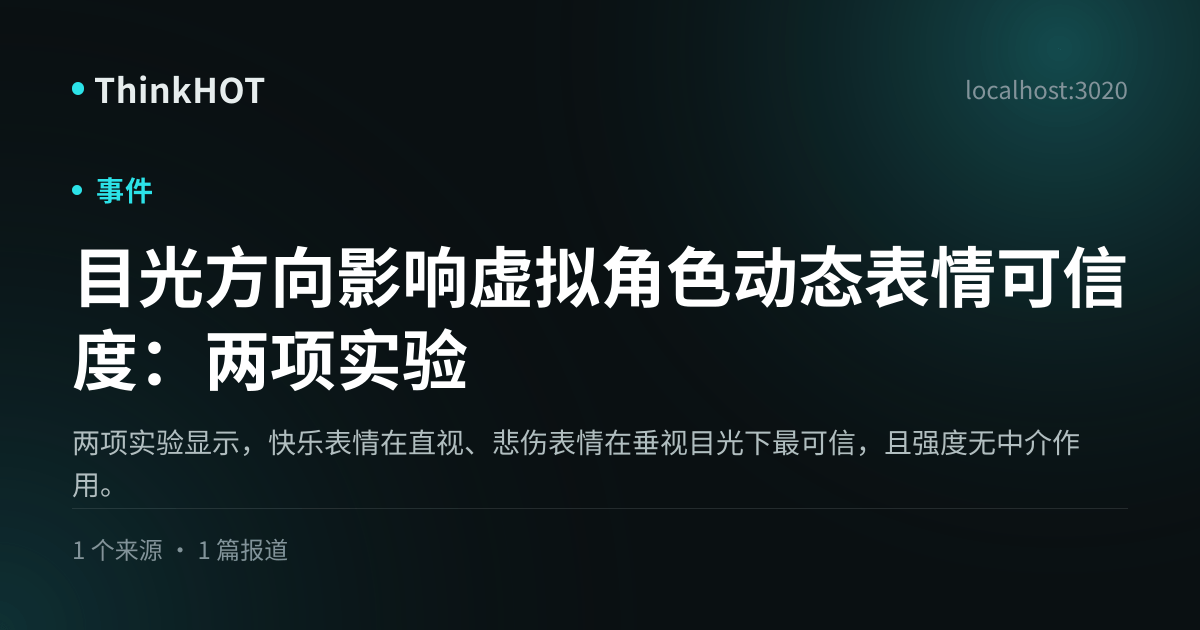 ThinkHOT
localhost:3020
事件
目光方向影响虚拟角色动态表情可信
度：两项实验
两项实验显示，快乐表情在直视、悲伤表情在垂视目光下最可信，且强度无中介作
用。
1 个来源 · 1 篇报道